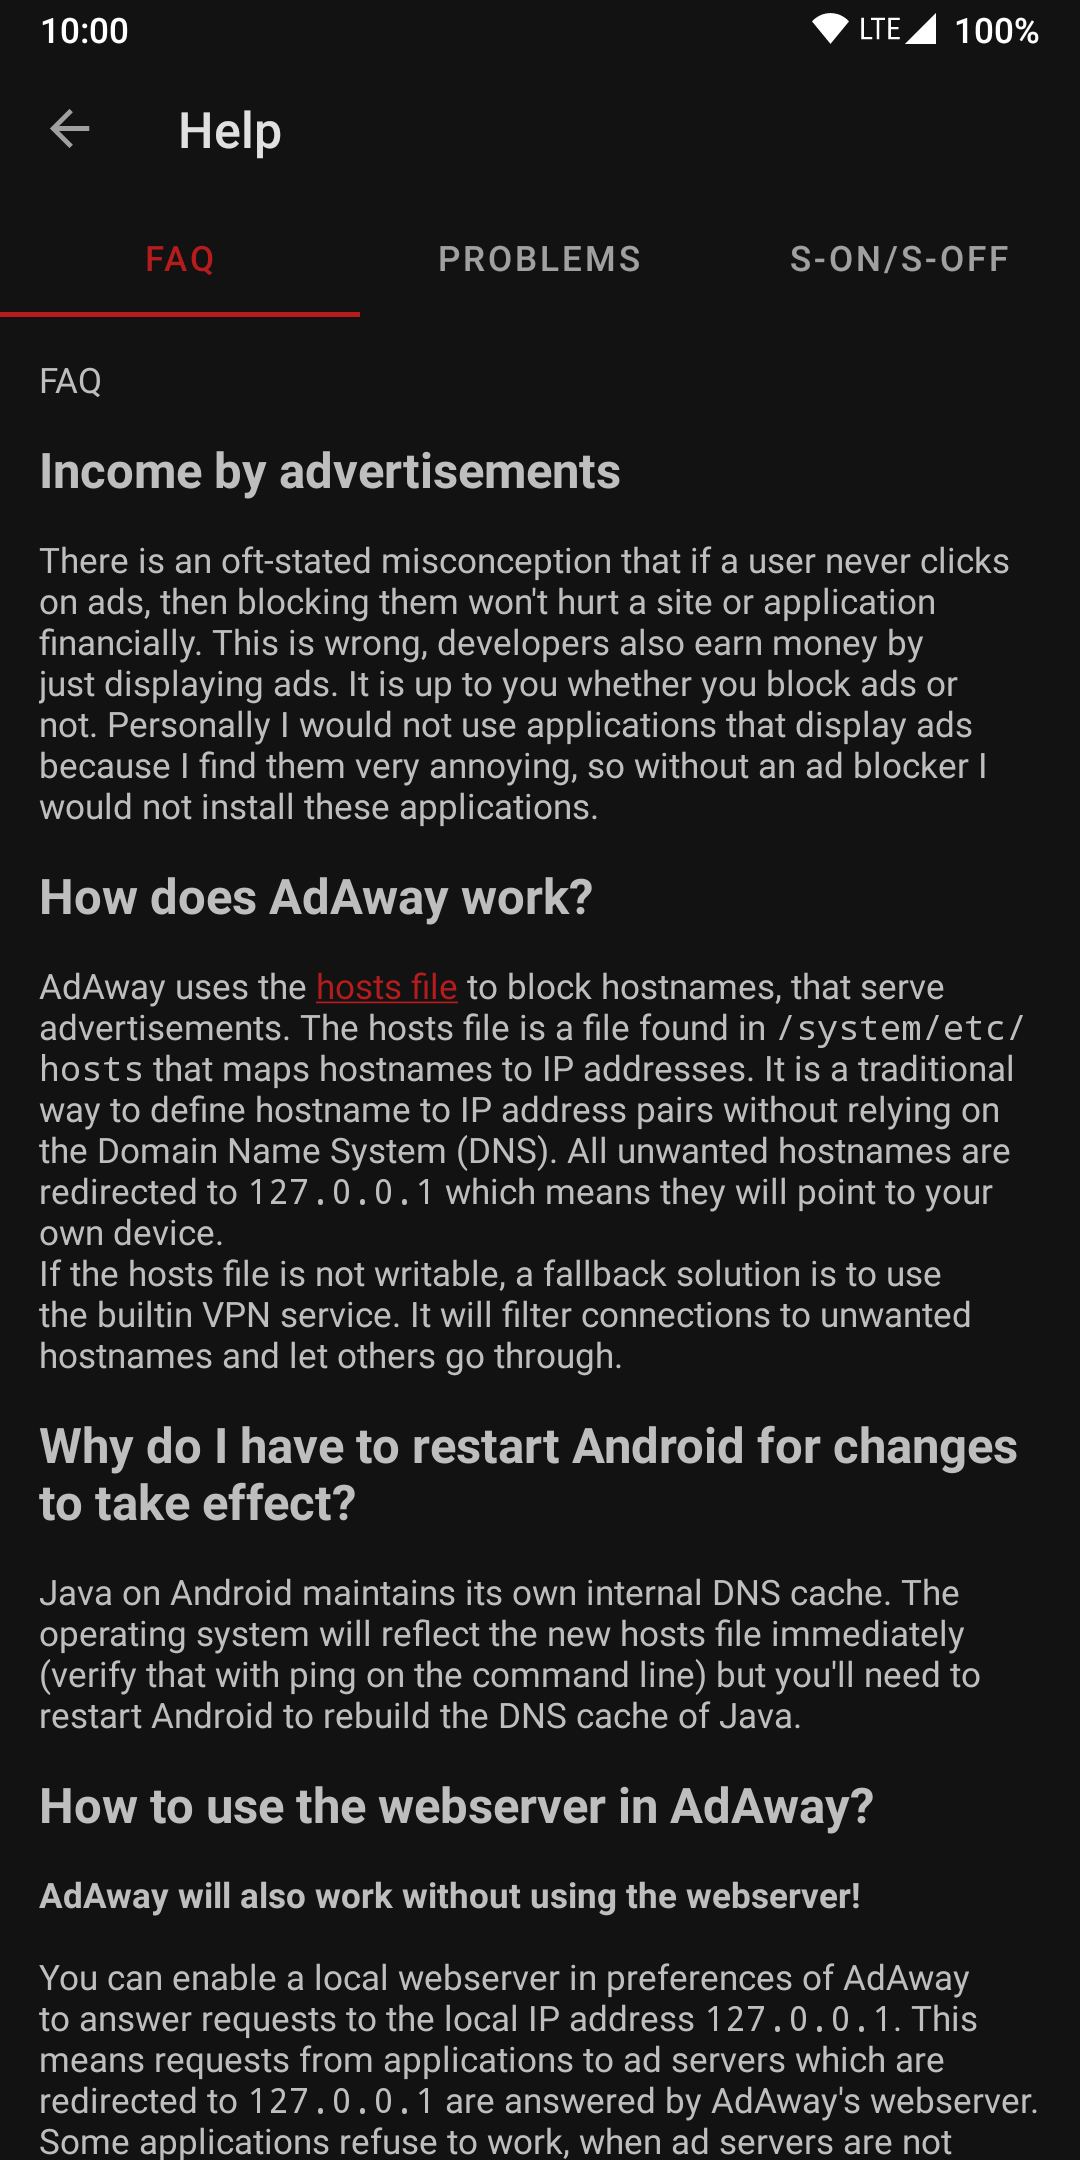 10:00
LTE 100%
Help
FAQ PROBLEMS S-ON/S-OFF
FAQ
Income by advertisements
There is an oft-stated misconception that if a user never clicks
on ads, then blocking them won't hurt a site or application
financially. This is wrong, developers also earn money by
just displaying ads. It is up to you whether you block ads or
not. Personally I would not use applications that display ads
because I find them very annoying, so without an ad blocker I
would not install these applications.
How does AdAway work?
AdAway uses the hosts file to block hostnames, that serve
advertisements. The hosts file is a file found in /system/etc/
hosts that maps hostnames to IP addresses. It is a traditional
way to define hostname to IP address pairs without relying on
the Domain Name System (DNS). All unwanted hostnames are
redirected to 127.0.0.1 which means they will point to your
own device.
If the hosts file is not writable, a fallback solution is to use
the builtin VPN service. It will filter connections to unwanted
hostnames and let others go through.
Why do I have to restart Android for changes
to take effect?
Java on Android maintains its own internal DNS cache. The
operating system will reflect the new hosts file immediately
(verify that with ping on the command line) but you'll need to
restart Android to rebuild the DNS cache of Java.
How to use the webserver in AdAway?
AdAway will also work without using the webserver!
You can enable a local webserver in preferences of AdAway
to answer requests to the local IP address 127.0.0.1. This
means requests from applications to ad servers which are
redirected to 127.0.0.1 are answered by AdAway's webserver.
Some applications refuse to work, when ad servers are not